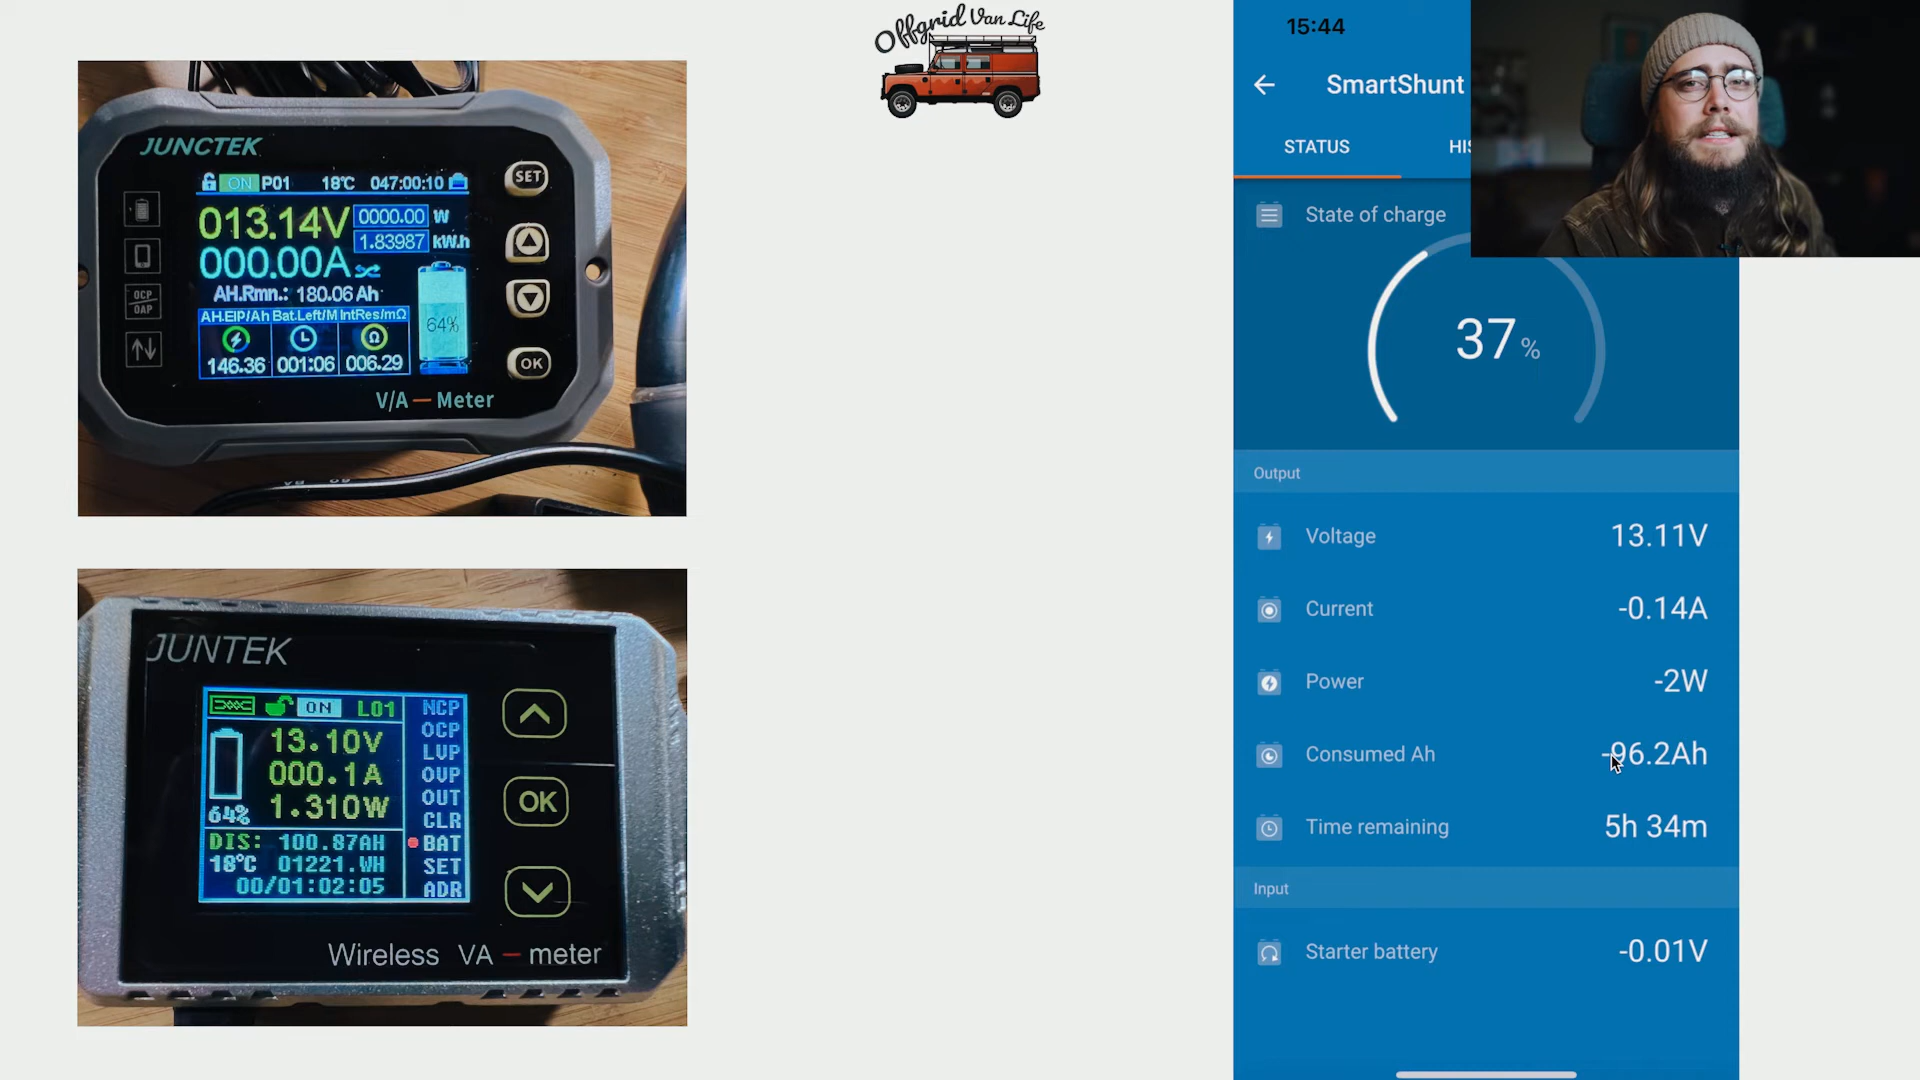 Offgrid Van Life
JUNCTEK
ON P01 18℃ 047:00:10
013.14V 0000.00 W
1.83987 kW.h
000.00A
AH.Rmn.: 180.06 Ah
AH.EIP/Ah Bat.Left/M IntRes/mΩ
Ω
146.36 001:06 006.29
64%
OCP
OAP
SET
OK
V/A — Meter
JUNTEK
ON L01
13.10V
000.1A
1.310W
64%
DIS: 100.87AH
18℃ 01221.WH
00/01:02:05
NCP
OCP
LVP
OVP
OUT
CLR
BAT
SET
ADR
OK
Wireless VA — meter
15:44
SmartShunt
STATUS HIS
State of charge
37 %
Output
Voltage 13.11V
Current -0.14A
Power -2W
Consumed Ah -96.2Ah
Time remaining 5h 34m
Input
Starter battery -0.01V